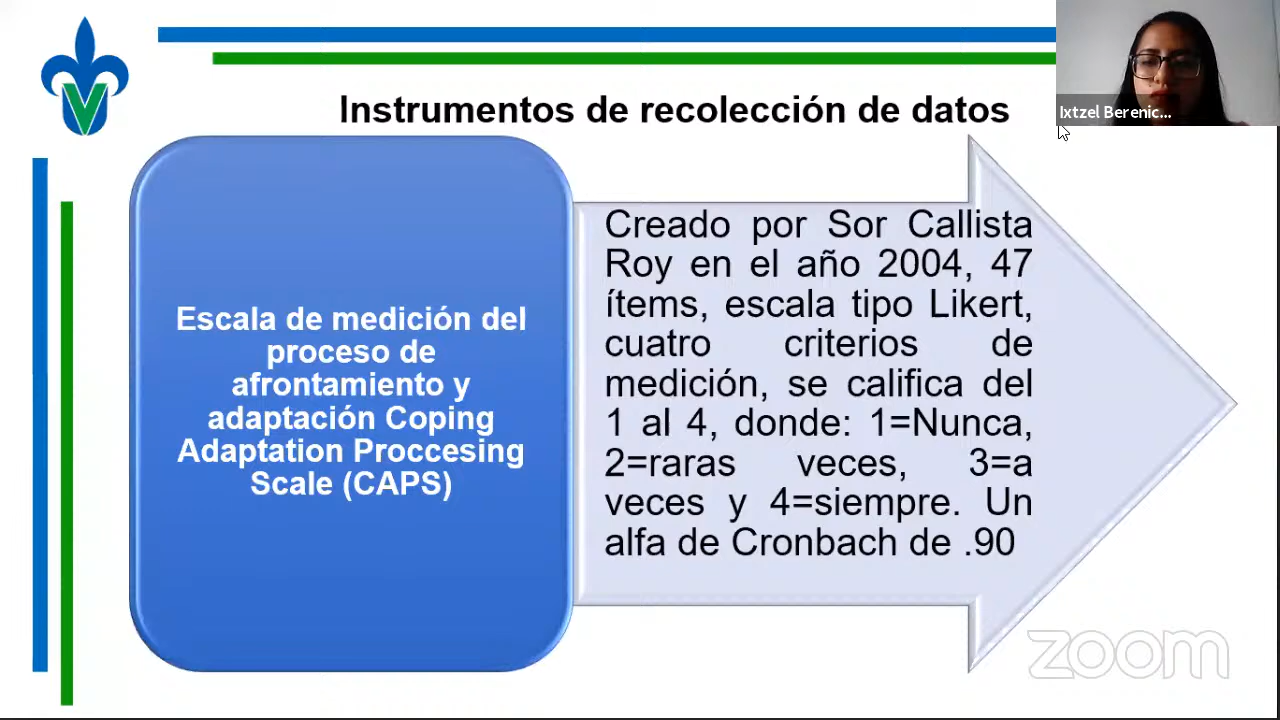 Instrumentos de recolección de datos
Ixtzel Berenic...
Escala de medición del
proceso de
afrontamiento y
adaptación Coping
Adaptation Proccesing
Scale (CAPS)
Creado por Sor Callista
Roy en el año 2004, 47
ítems, escala tipo Likert,
cuatro criterios de
medición, se califica del
1 al 4, donde: 1=Nunca,
2=raras veces, 3=a
veces y 4=siempre. Un
alfa de Cronbach de .90
zoom